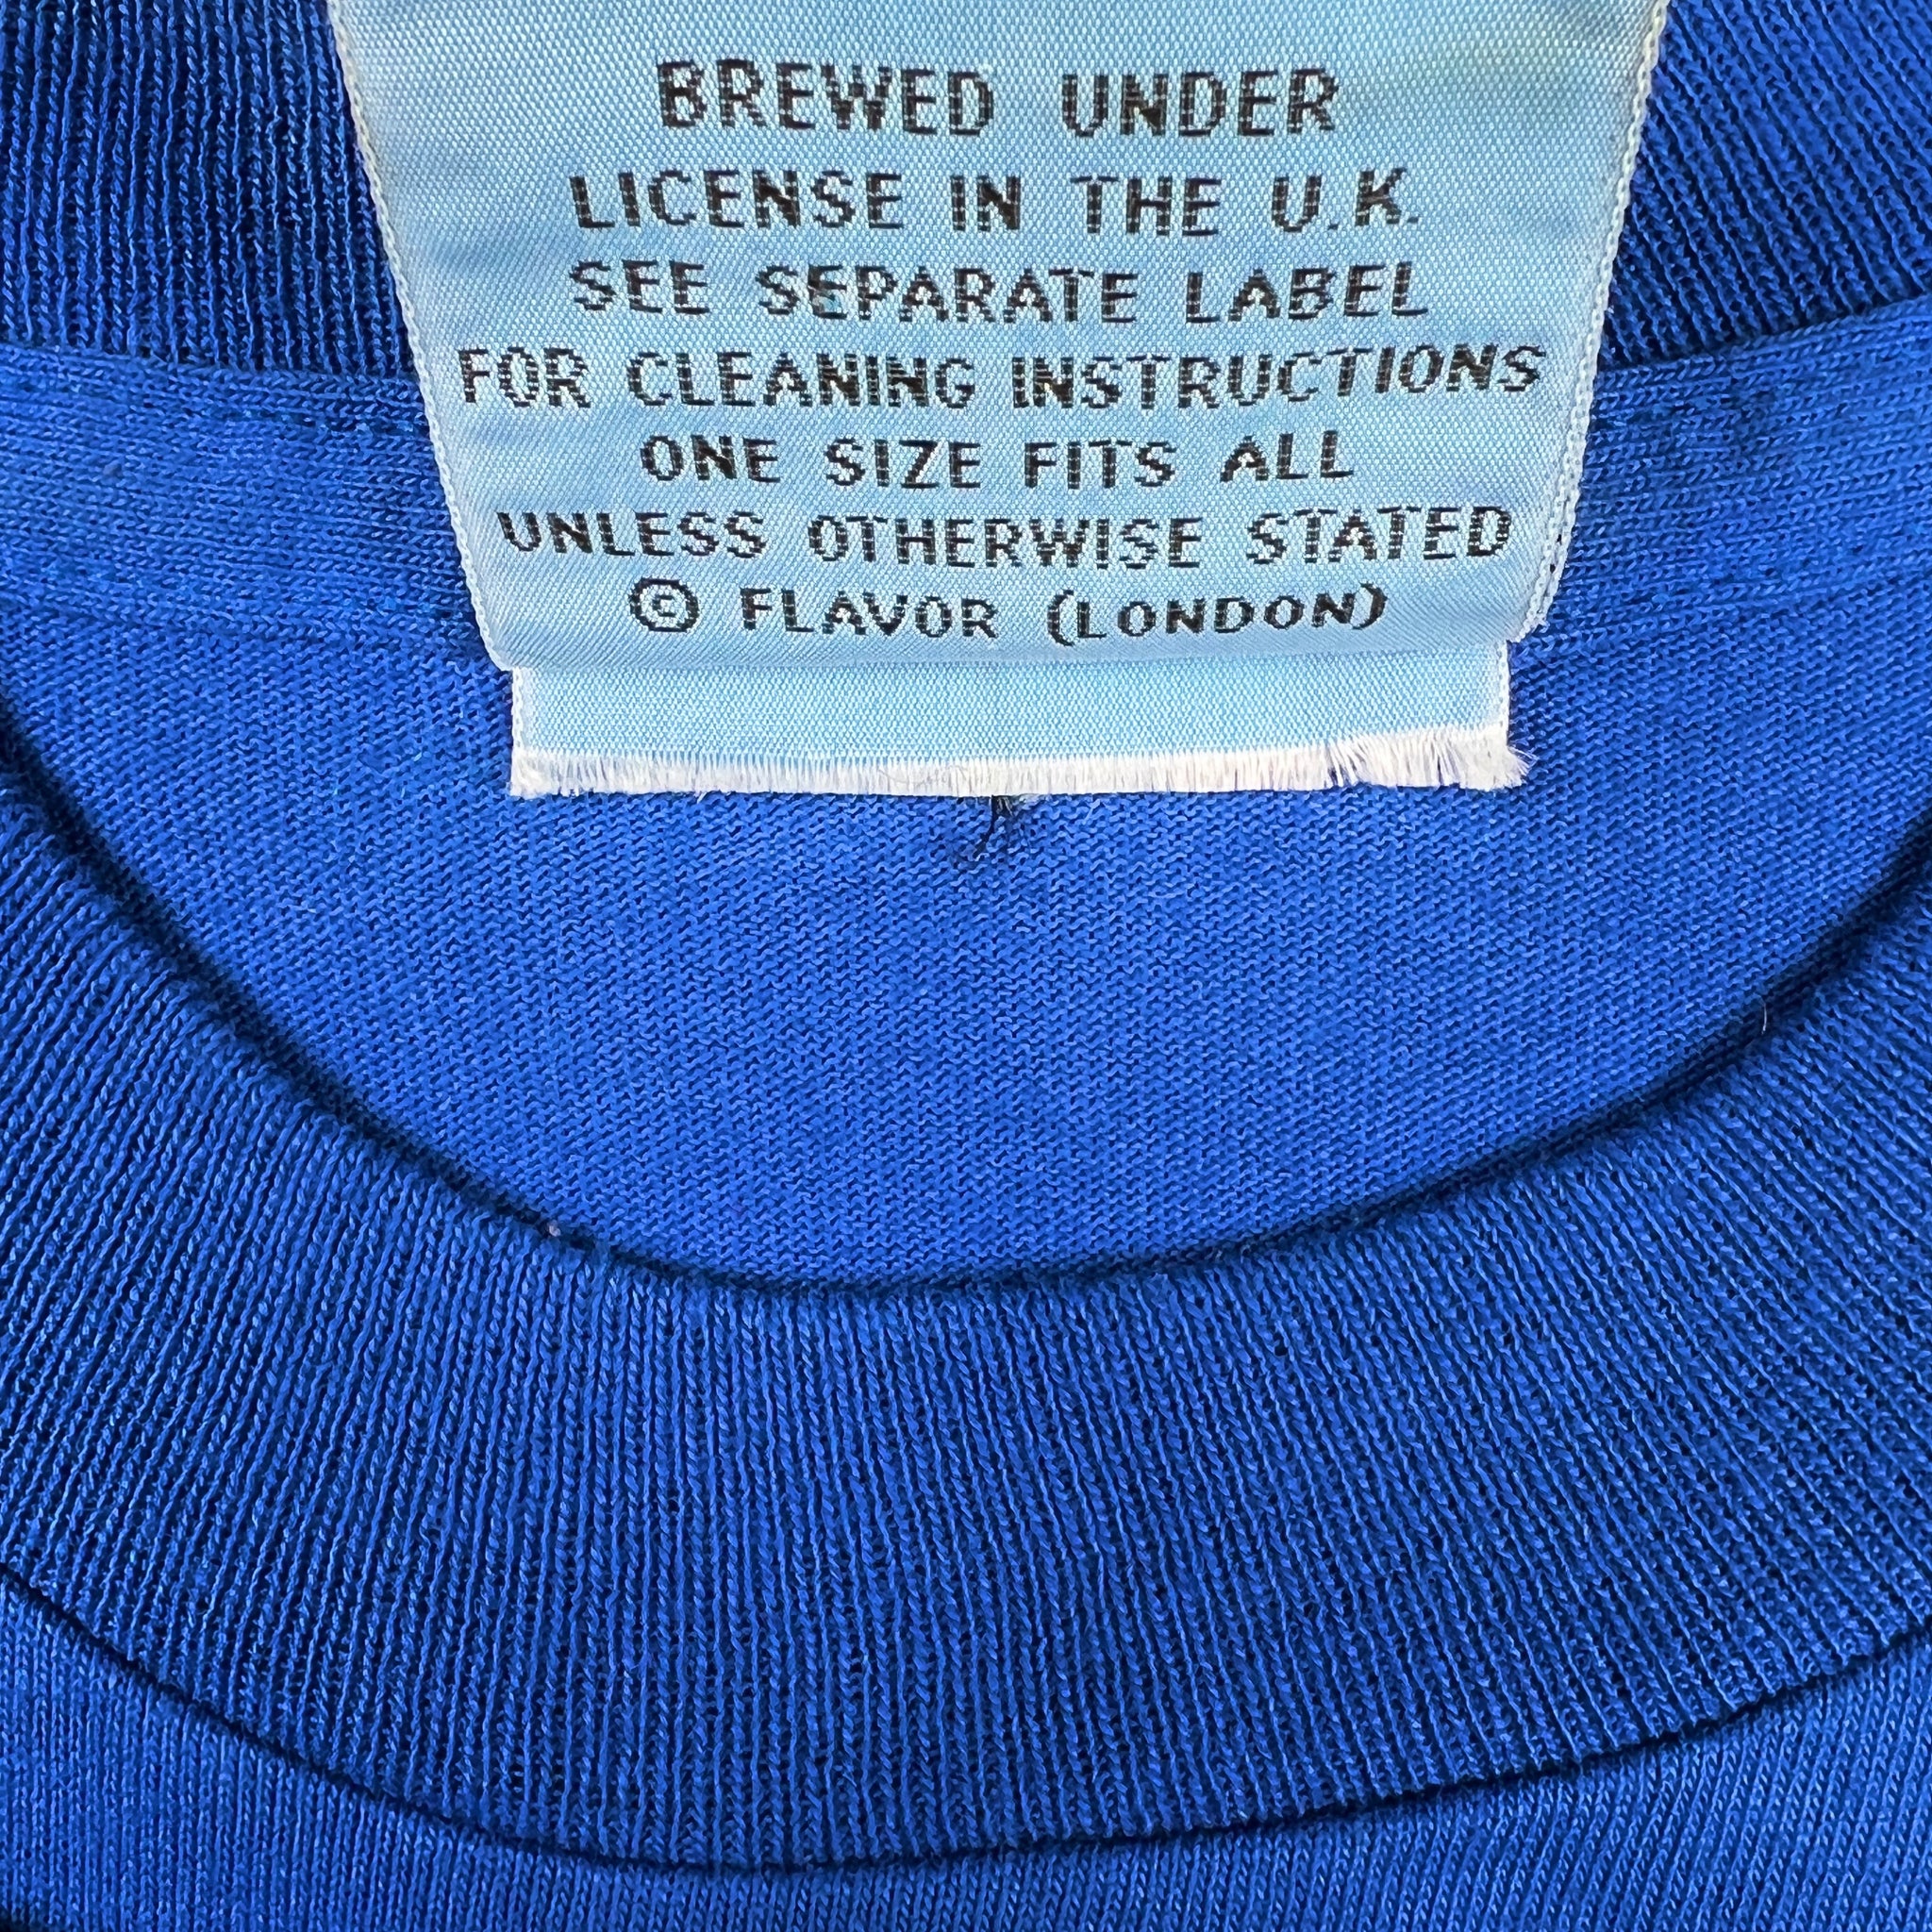 BREWED UNDER
LICENSE IN THE U.K.
SEE SEPARATE LABEL
FOR CLEANING INSTRUCTIONS
ONE SIZE FITS ALL
UNLESS OTHERWISE STATED
© FLAVOR (LONDON)